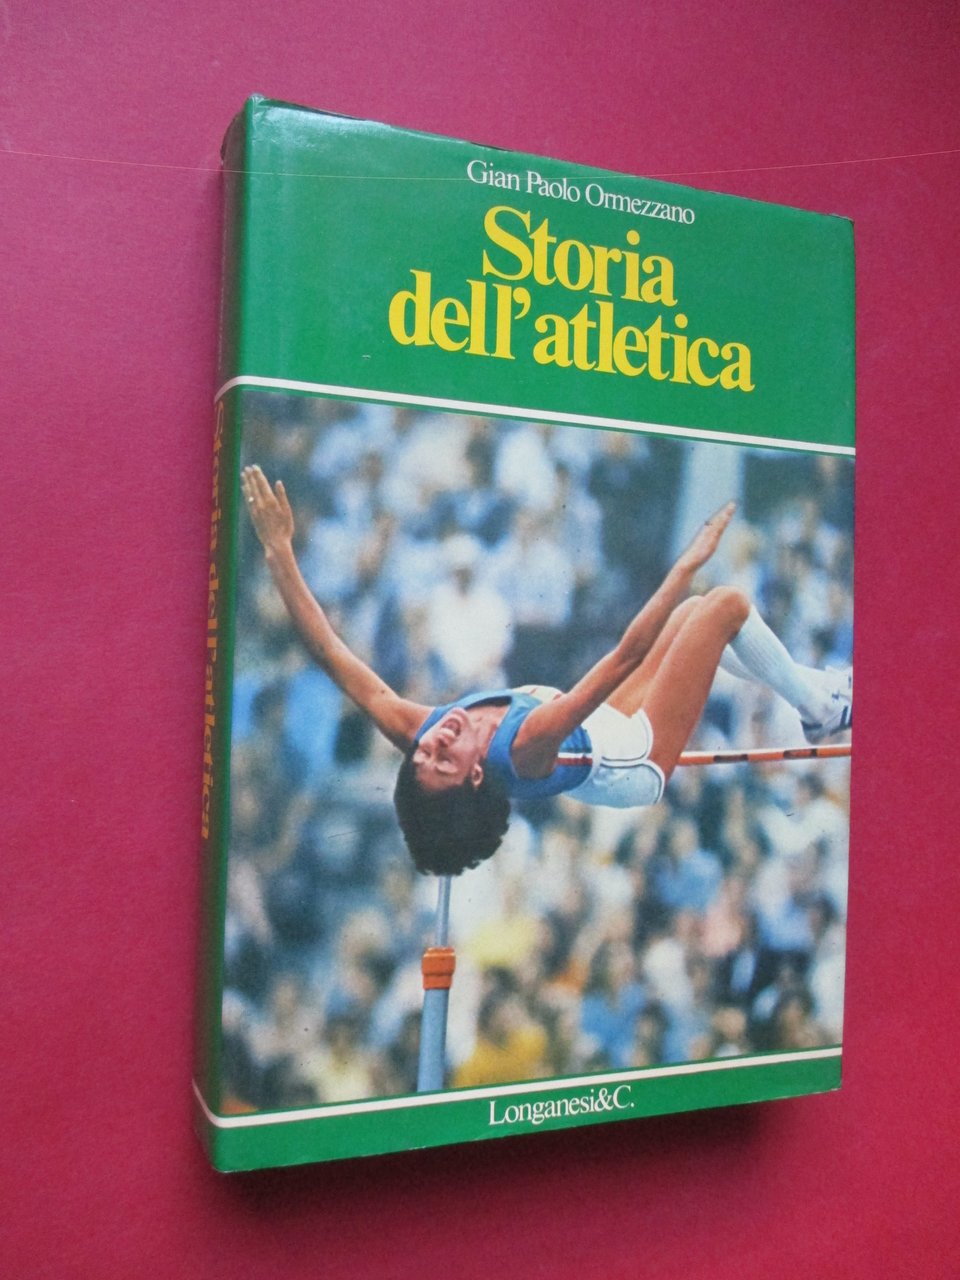 Gian Paolo Ormezzano
Storia
dell'atletica
Storia dell'atletica
Longanesi&C.